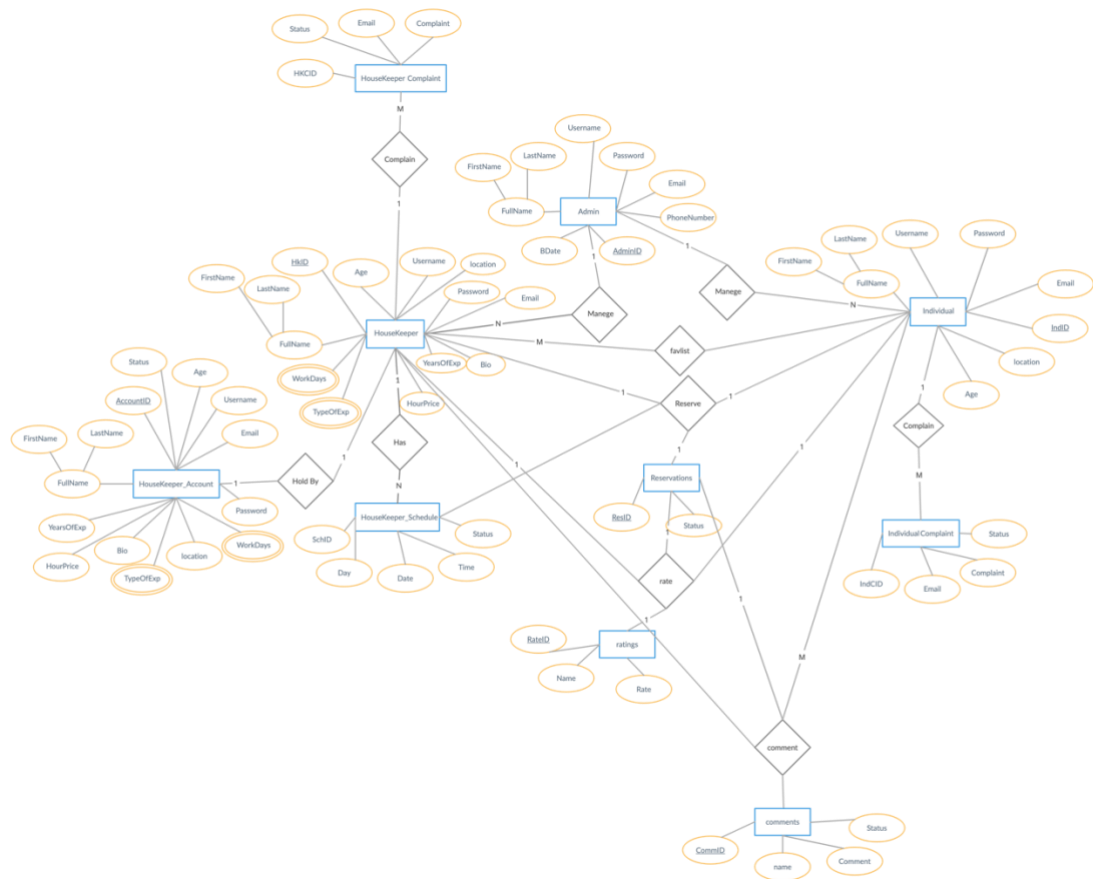 Status
Email
Complaint
HKCID
HouseKeeper Complaint
M
Complain
1
Username
LastName
Password
FirstName
Email
FullName
Admin
PhoneNumber
BDate
AdminID
1
Manege
N
1
Manege
N
Username
Password
LastName
FirstName
FullName
Email
Individual
IndID
location
Age
HkID
Age
Username
location
FirstName
LastName
Password
Email
HouseKeeper
FullName
YearsOfExp
Bio
WorkDays
TypeOfExp
HourPrice
M
favlist
1
Reserve
1
1
Reservations
ResID
Status
1
1
Complain
M
Individual Complaint
Status
IndCID
Complaint
Email
Status
Age
AccountID
Username
LastName
Email
FirstName
FullName
HouseKeeper_Account
Password
YearsOfExp
WorkDays
HourPrice
Bio
location
TypeOfExp
1
Hold By
1
1
Has
N
HouseKeeper_Schedule
SchID
Status
Day
Time
Date
1
1
1
rate
1
RateID
ratings
Name
Rate
1
M
comment
comments
Status
CommID
Comment
name